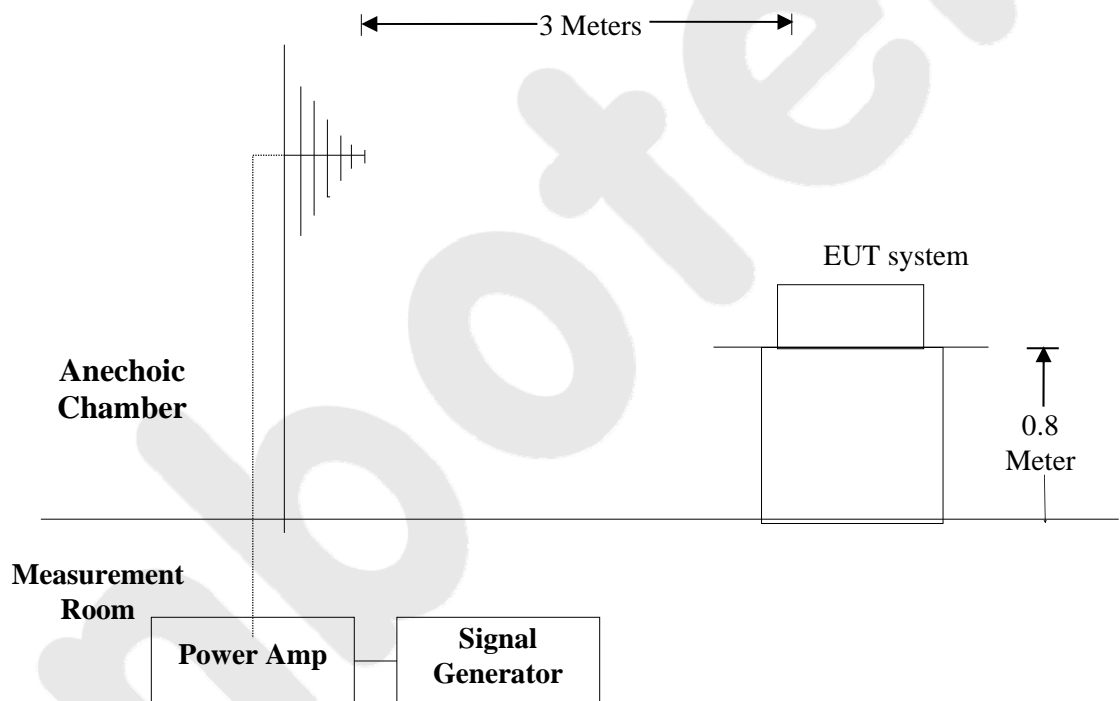 3 Meters
EUT system
Anechoic
Chamber
0.8
Meter
Measurement
Room
Power Amp
Signal
Generator